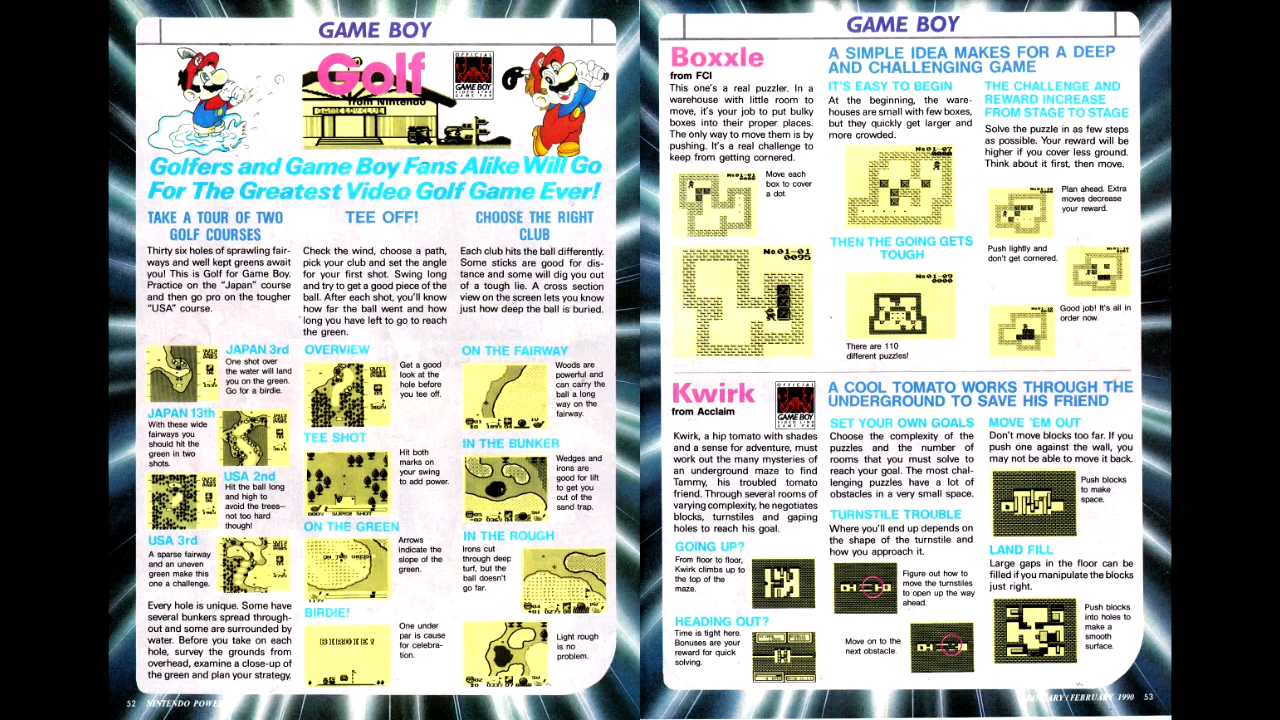 GAME BOY
Golf
from Nintendo
OFFICIAL
GAME BOY
Golfers and Game Boy Fans Alike Will Go
For The Greatest Video Golf Game Ever!
TAKE A TOUR OF TWO
GOLF COURSES
Thirty six holes of sprawling fair-
ways and well kept greens await
you! This is Golf for Game Boy.
Practice on the "Japan" course
and then go pro on the tougher
"USA" course.
JAPAN 3rd
One shot over
the water will land
you on the green.
Go for a birdie.
JAPAN 13th
With these wide
fairways you
should hit the
green in two
shots.
USA 2nd
Hit the ball long
and high to
avoid the trees—
not too hard
though!
USA 3rd
A sparse fairway
and an uneven
green make this
one a challenge.
Every hole is unique. Some have
several bunkers spread through-
out and some are surrounded by
water. Before you take on each
hole, survey the grounds from
overhead, examine a close-up of
the green and plan your strategy.
TEE OFF!
Check the wind, choose a path,
pick your club and set the angle
for your first shot. Swing long
and try to get a good piece of the
ball. After each shot, you'll know
how far the ball went and how
long you have left to go to reach
the green.
OVERVIEW
Get a good
look at the
hole before
you tee off.
TEE SHOT
Hit both
marks on
your swing
to add power.
SUPER SHOT
ON THE GREEN
Arrows
indicate the
slope of the
green.
ON THE GREEN
BIRDIE!
One under
par is cause
for celebra-
tion.
BIRDIE!
CHOOSE THE RIGHT
CLUB
Each club hits the ball differently.
Some sticks are good for dis-
tance and some will dig you out
of a tough lie. A cross section
view on the screen lets you know
just how deep the ball is buried.
ON THE FAIRWAY
Woods are
powerful and
can carry the
ball a long
way on the
fairway.
IN THE BUNKER
Wedges and
irons are
good for lift
to get you
out of the
sand trap.
IN THE ROUGH
Irons cut
through deep
turf, but the
ball doesn't
go far.
Light rough
is no
problem.
52 NINTENDO POWE
GAME BOY
Boxxle
from FCI
This one's a real puzzler. In a
warehouse with little room to
move, it's your job to put bulky
boxes into their proper places.
The only way to move them is by
pushing. It's a real challenge to
keep from getting cornered.
Move each
box to cover
a dot.
No.01-01
0095
A SIMPLE IDEA MAKES FOR A DEEP
AND CHALLENGING GAME
IT'S EASY TO BEGIN
At the beginning, the ware-
houses are small with few boxes,
but they quickly get larger and
more crowded.
No.01-07
0000
THEN THE GOING GETS
TOUGH
No.01-09
0000
There are 110
different puzzles!
THE CHALLENGE AND
REWARD INCREASE
FROM STAGE TO STAGE
Solve the puzzle in as few steps
as possible. Your reward will be
higher if you cover less ground.
Think about it first, then move.
Plan ahead. Extra
moves decrease
your reward.
Push lightly and
don't get cornered.
Good job! It's all in
order now.
Kwirk
from Acclaim
OFFICIAL
GAME BOY
Kwirk, a hip tomato with shades
and a sense for adventure, must
work out the many mysteries of
an underground maze to find
Tammy, his troubled tomato
friend. Through several rooms of
varying complexity, he negotiates
blocks, turnstiles and gaping
holes to reach his goal.
GOING UP?
From floor to floor,
Kwirk climbs up to
the top of the
maze.
HEADING OUT?
Time is tight here.
Bonuses are your
reward for quick
solving.
A COOL TOMATO WORKS THROUGH THE
UNDERGROUND TO SAVE HIS FRIEND
SET YOUR OWN GOALS
Choose the complexity of the
puzzles and the number of
rooms that you must solve to
reach your goal. The most chal-
lenging puzzles have a lot of
obstacles in a very small space.
TURNSTILE TROUBLE
Where you'll end up depends on
the shape of the turnstile and
how you approach it.
Figure out how to
move the turnstiles
to open up the way
ahead.
Move on to the
next obstacle.
MOVE 'EM OUT
Don't move blocks too far. If you
push one against the wall, you
may not be able to move it back.
Push blocks
to make
space.
LAND FILL
Large gaps in the floor can be
filled if you manipulate the blocks
just right.
Push blocks
into holes to
make a
smooth
surface.
JANUARY/FEBRUARY 1990 53